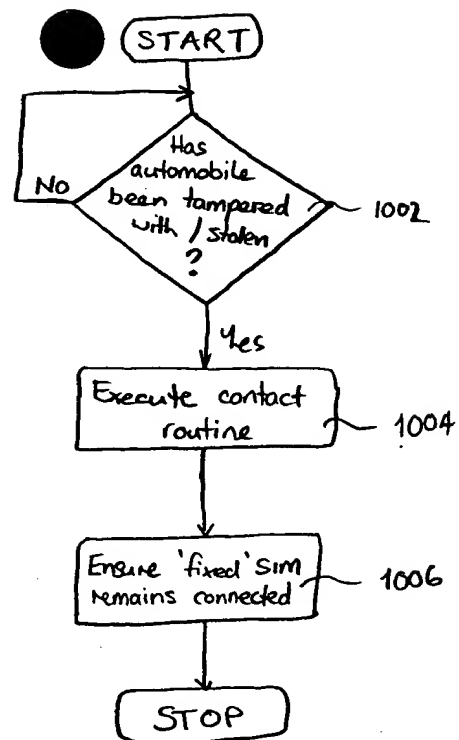 START
Has
automobile
been tampered
with / stolen
?
1002
No
Yes
Execute contact
routine
1004
Ensure 'fixed' SIM
remains connected
1006
STOP